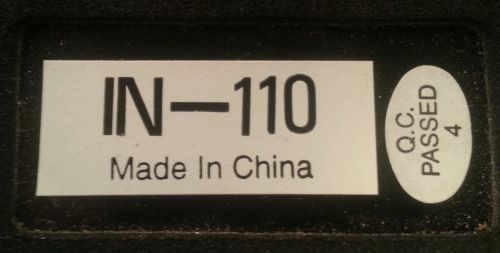 IN-110
Made In China
Q.C.
PASSED
4